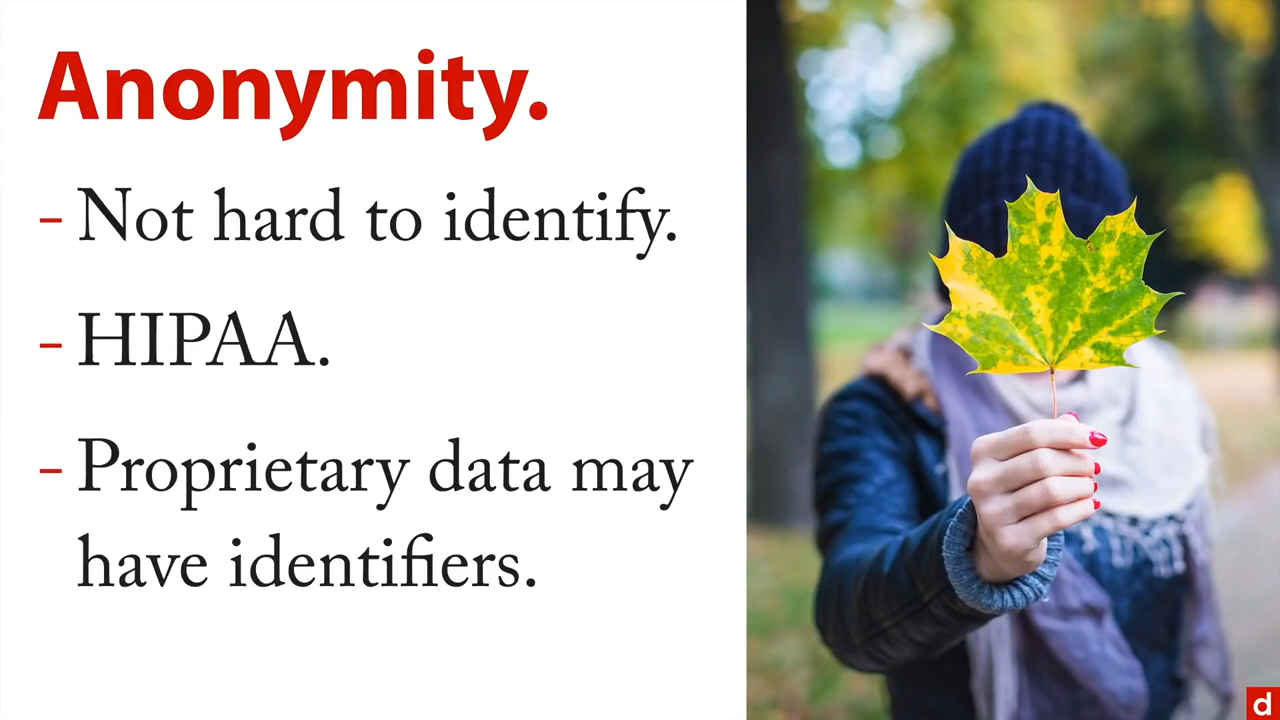 Anonymity.
- Not hard to identify.
- HIPAA.
- Proprietary data may
have identifiers.
d